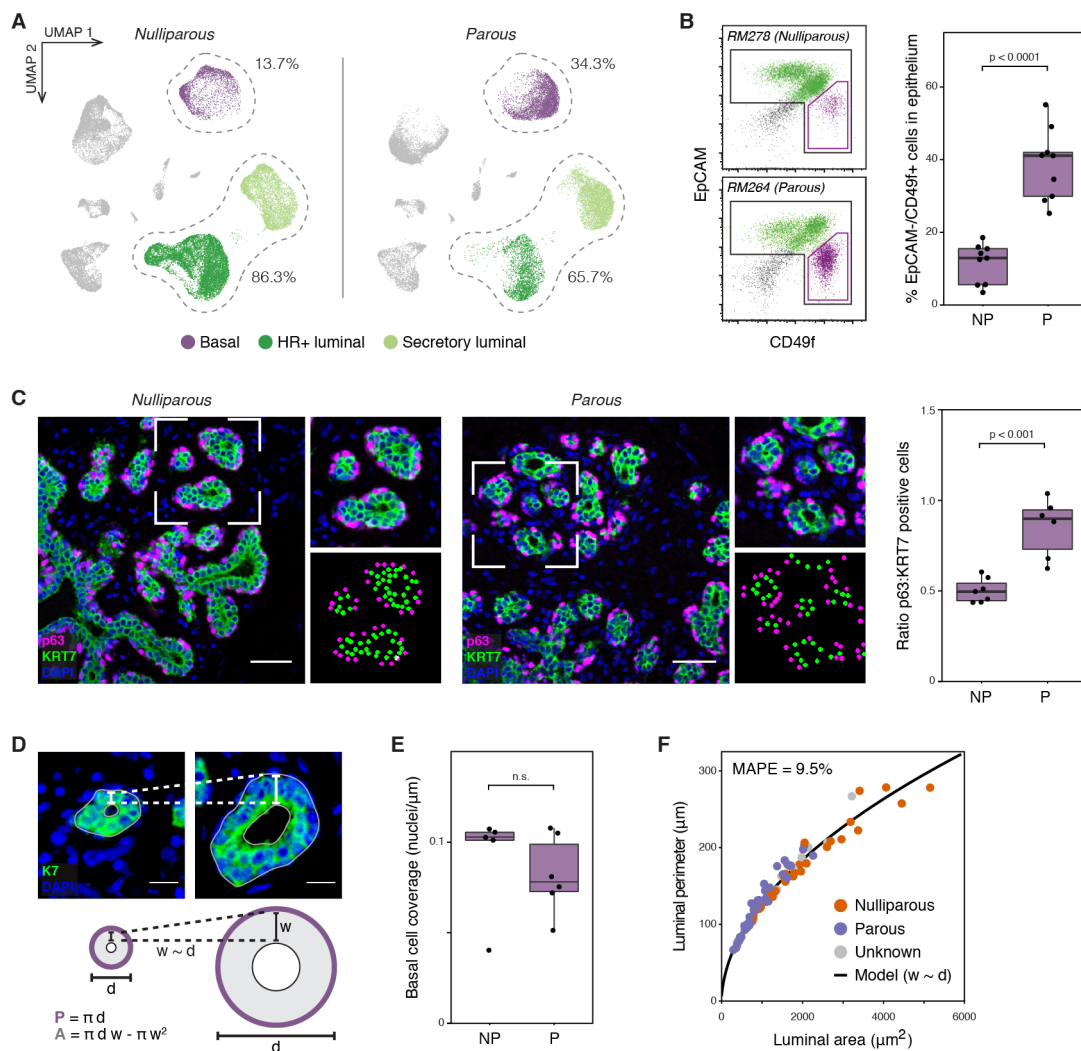 A
UMAP 1
UMAP 2
Nulliparous
Parous
13.7%
34.3%
86.3%
65.7%
Basal
HR+ luminal
Secretory luminal
B
RM278 (Nulliparous)
RM264 (Parous)
EpCAM
CD49f
% EpCAM-/CD49f+ cells in epithelium
p < 0.0001
60
40
20
0
NP
P
C
Nulliparous
Parous
p63
KRT7
DAPI
p63
KRT7
DAPI
Ratio p63:KRT7 positive cells
p < 0.001
1.5
1.0
0.5
0
NP
P
D
K7
DAPI
w
w ~ d
d
d
P = π d
A = π d w - π w²
E
Basal cell coverage (nuclei/µm)
n.s.
0.1
0
NP
P
F
MAPE = 9.5%
Luminal perimeter (µm)
300
200
100
0
Nulliparous
Parous
Unknown
Model (w ~ d)
0
2000
4000
6000
Luminal area (µm²)